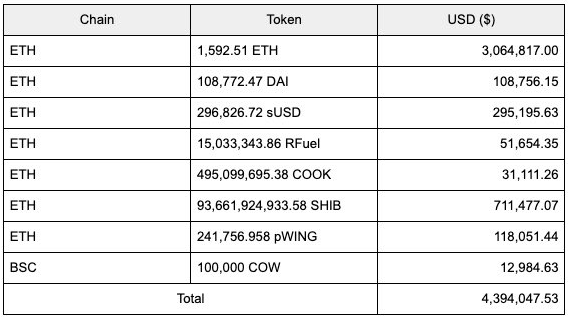 Chain Token USD ($)
ETH 1,592.51 ETH 3,064,817.00
ETH 108,772.47 DAI 108,756.15
ETH 296,826.72 sUSD 295,195.63
ETH 15,033,343.86 RFuel 51,654.35
ETH 495,099,695.38 COOK 31,111.26
ETH 93,661,924,933.58 SHIB 711,477.07
ETH 241,756.958 pWING 118,051.44
BSC 100,000 COW 12,984.63
Total 4,394,047.53